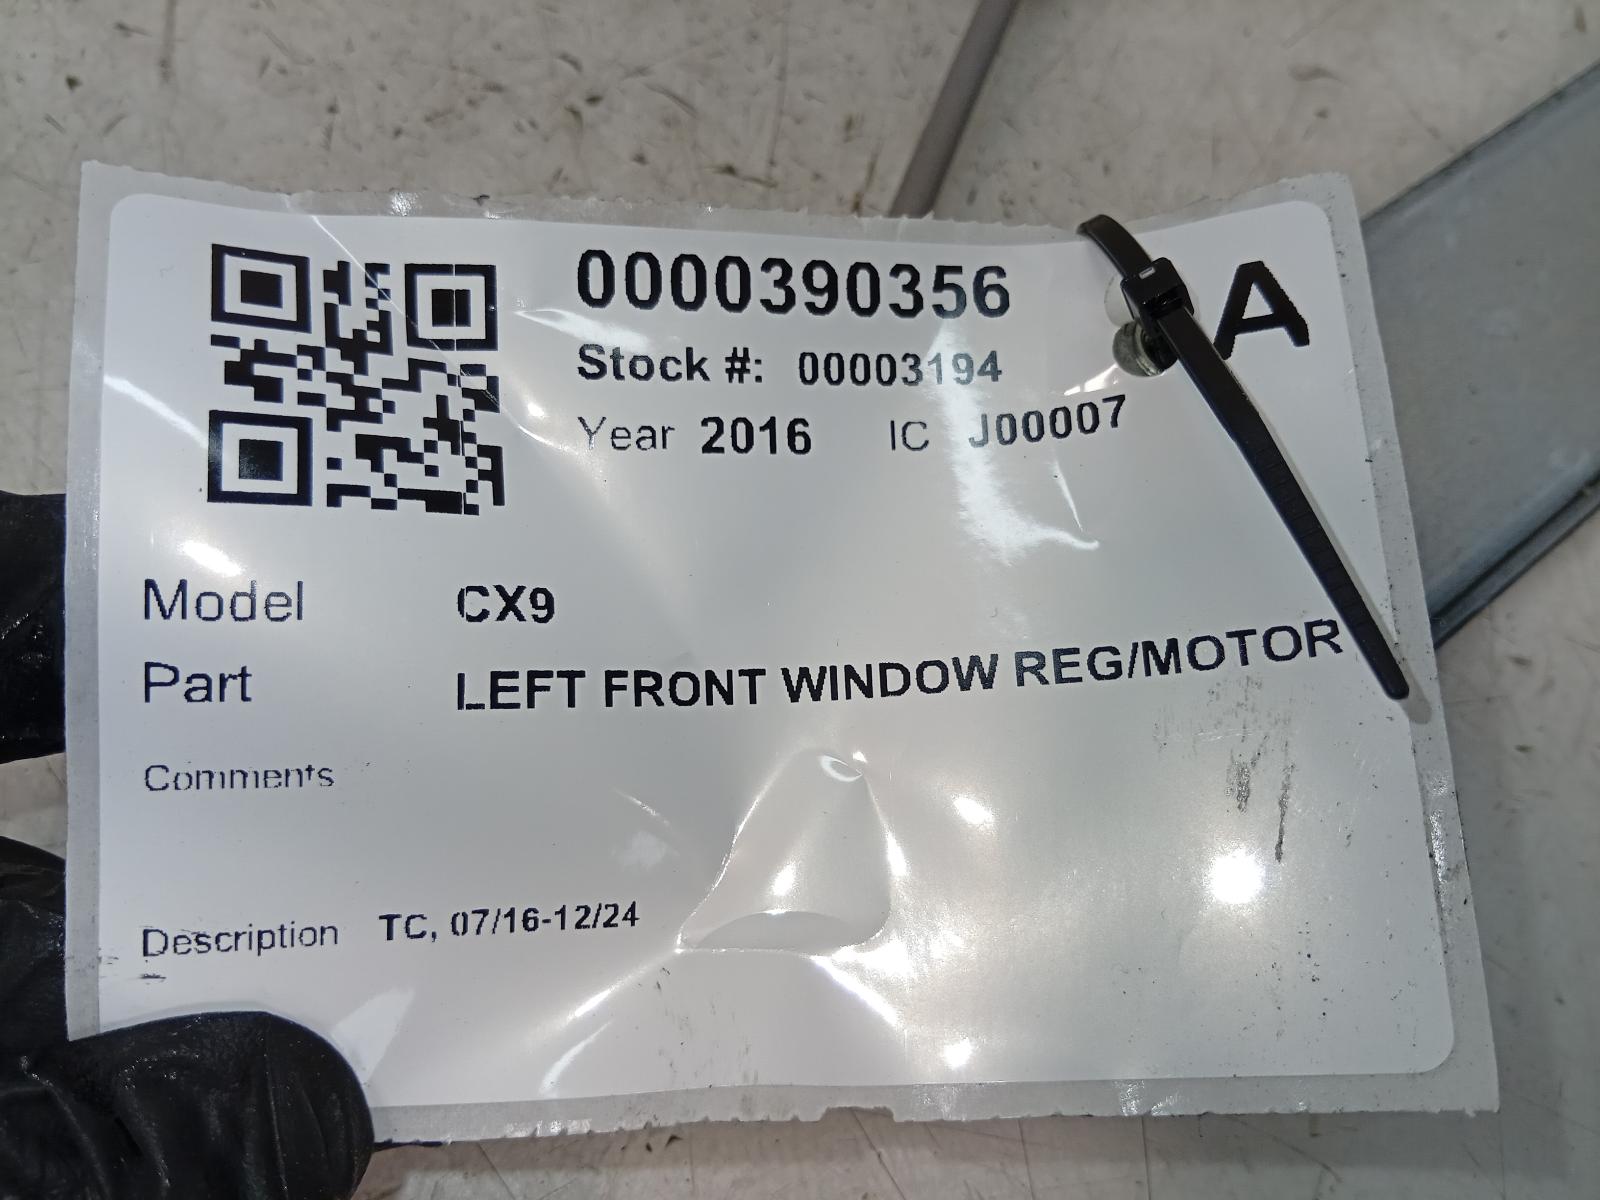 0000390356
A
Stock #: 00003194
Year 2016 IC J00007
Model CX9
Part LEFT FRONT WINDOW REG/MOTOR
Comments
Description TC, 07/16-12/24